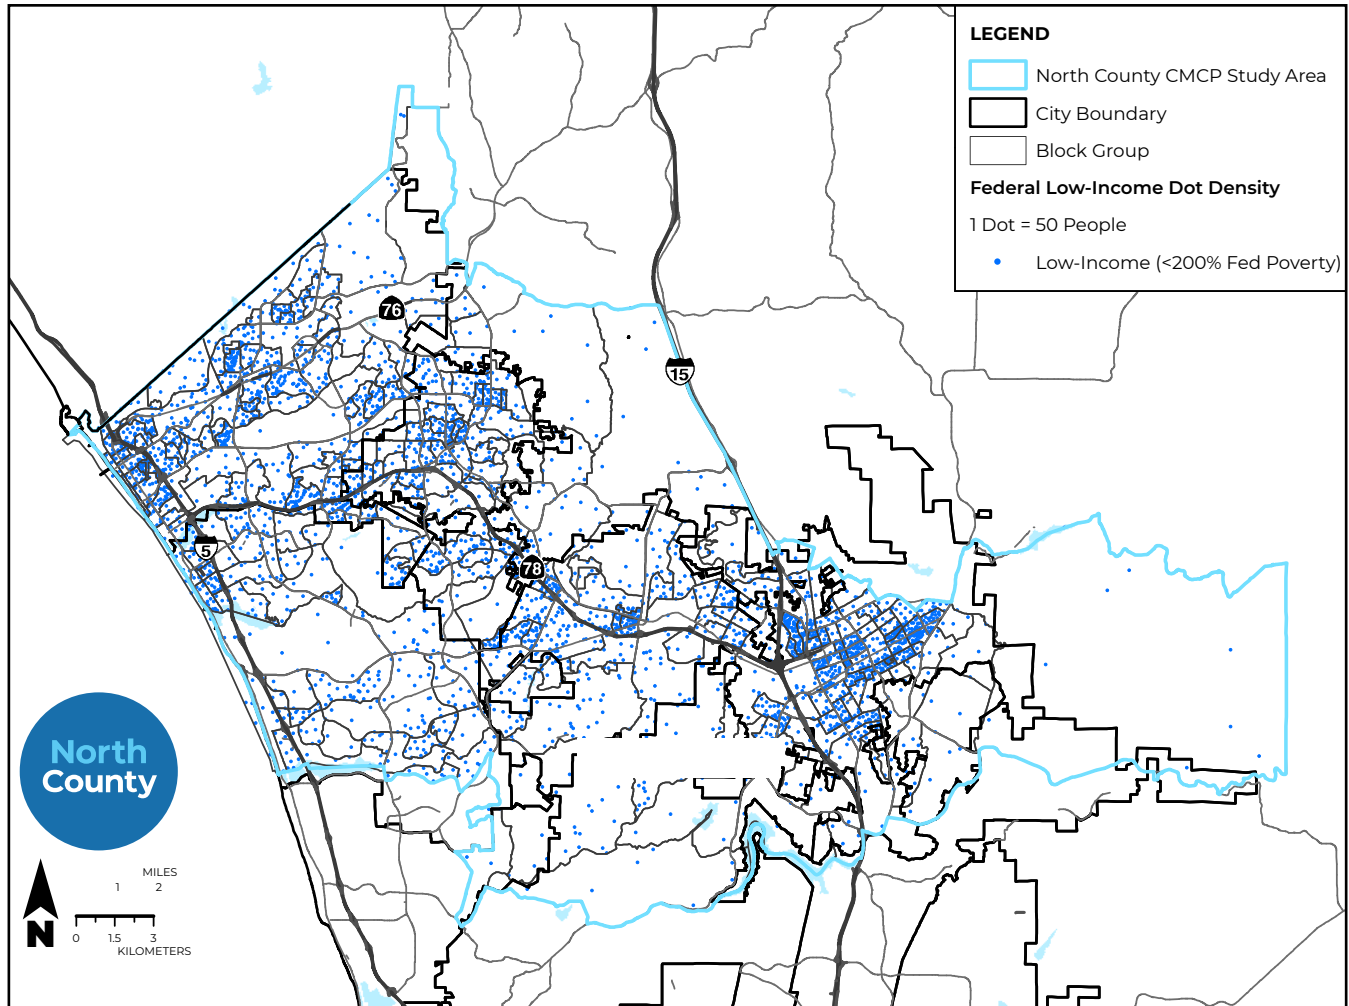 LEGEND
North County CMCP Study Area
City Boundary
Block Group
Federal Low-Income Dot Density
1 Dot = 50 People
Low-Income (<200% Fed Poverty)
76
15
5
78
North
County
MILES
1 2
0 1.5 3
KILOMETERS
N